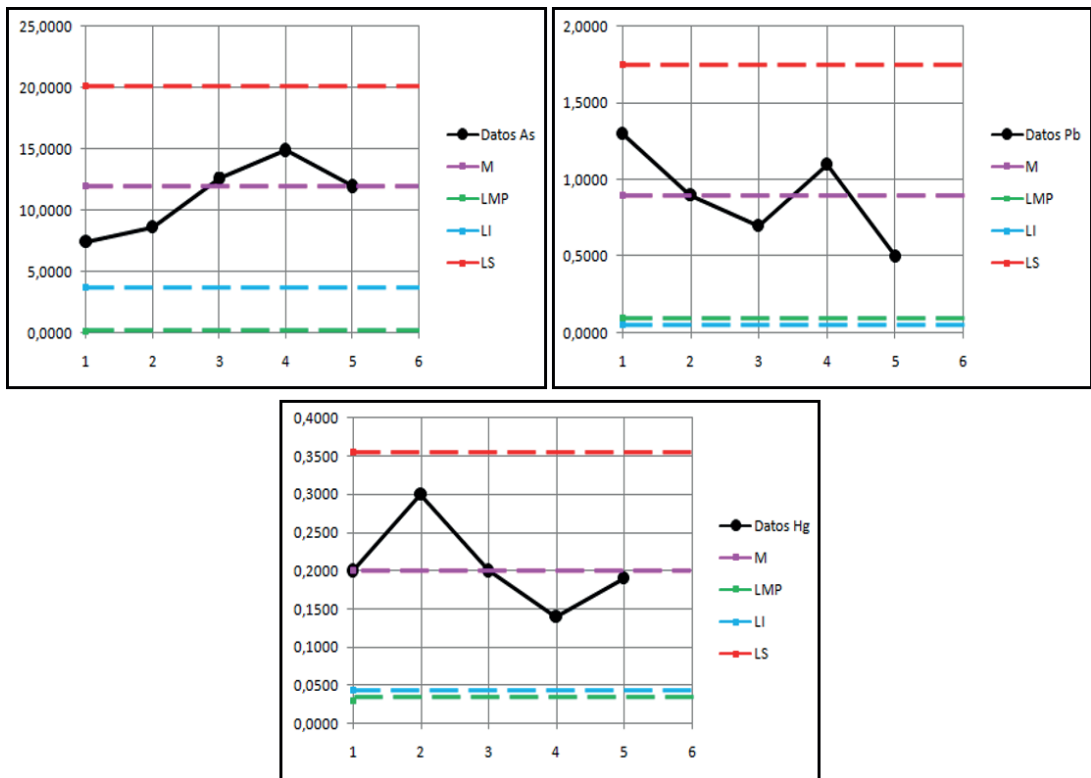 25,0000
20,0000
15,0000
10,0000
5,0000
0,0000
1 2 3 4 5 6
Datos As
M
LMP
LI
LS
2,0000
1,5000
1,0000
0,5000
0,0000
1 2 3 4 5 6
Datos Pb
M
LMP
LI
LS
0,4000
0,3500
0,3000
0,2500
0,2000
0,1500
0,1000
0,0500
0,0000
1 2 3 4 5 6
Datos Hg
M
LMP
LI
LS